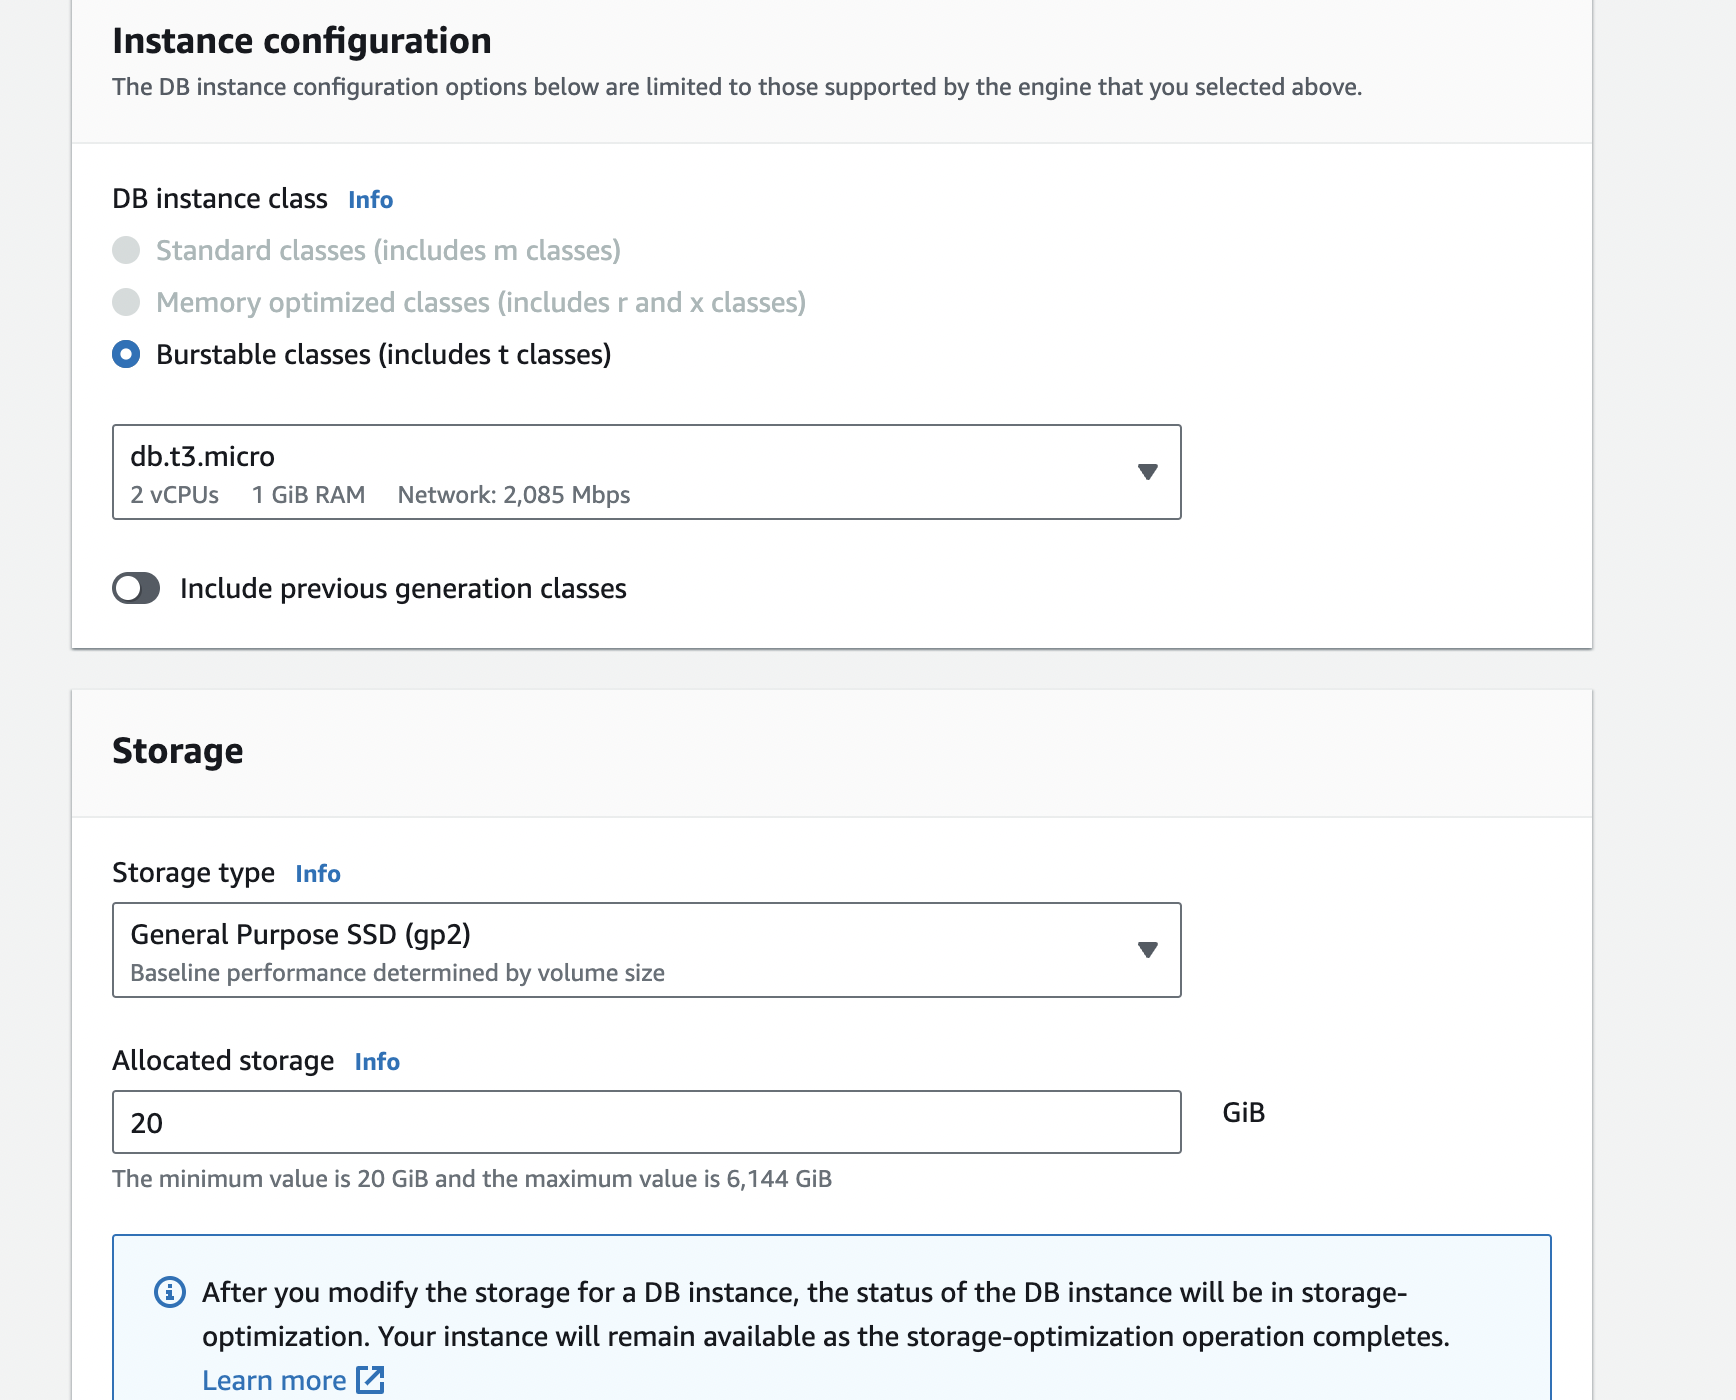 Instance configuration
The DB instance configuration options below are limited to those supported by the engine that you selected above.
DB instance class Info
Standard classes (includes m classes)
Memory optimized classes (includes r and x classes)
Burstable classes (includes t classes)
db.t3.micro
2 vCPUs 1 GiB RAM Network: 2,085 Mbps
Include previous generation classes
Storage
Storage type Info
General Purpose SSD (gp2)
Baseline performance determined by volume size
Allocated storage Info
20
GiB
The minimum value is 20 GiB and the maximum value is 6,144 GiB
After you modify the storage for a DB instance, the status of the DB instance will be in storage-
optimization. Your instance will remain available as the storage-optimization operation completes.
Learn more